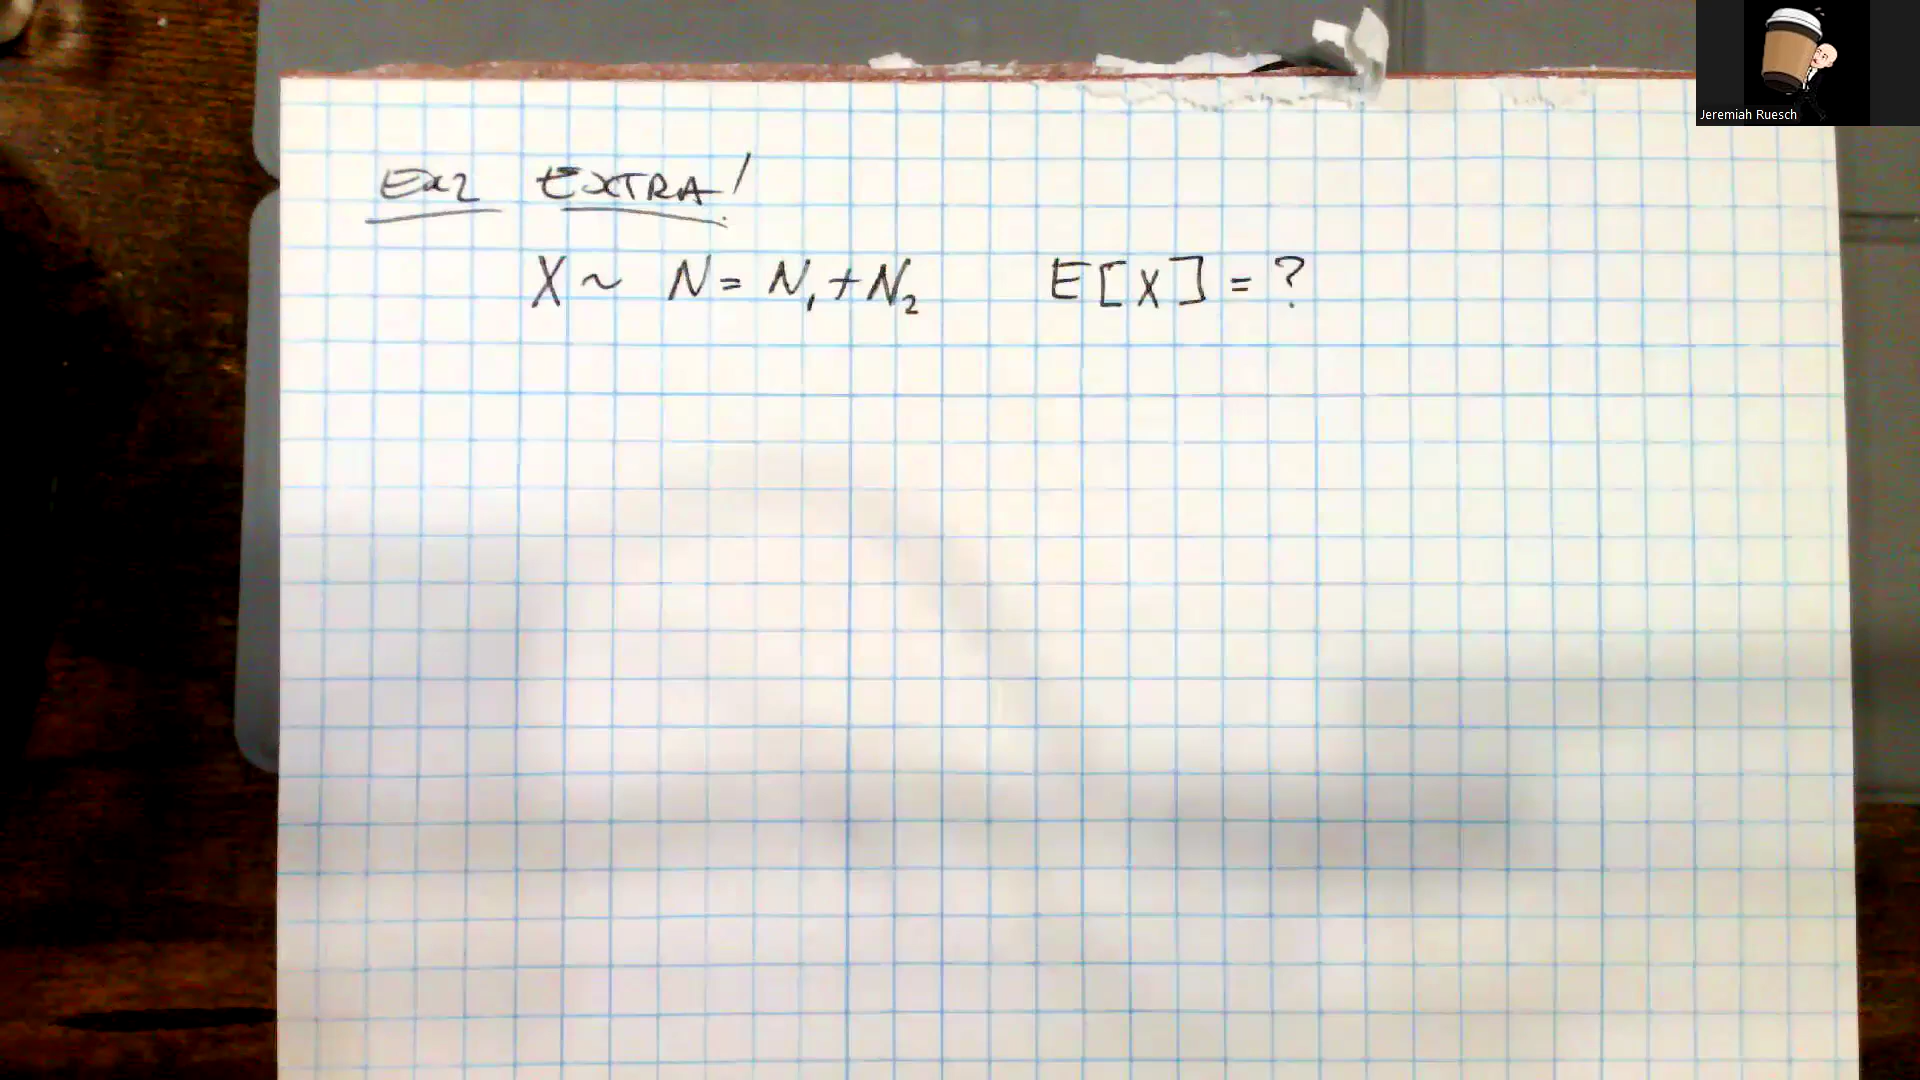 Ex2 EXTRA!
X ~ N = N₁ + N₂ E[X] = ?
Jeremiah Ruesch